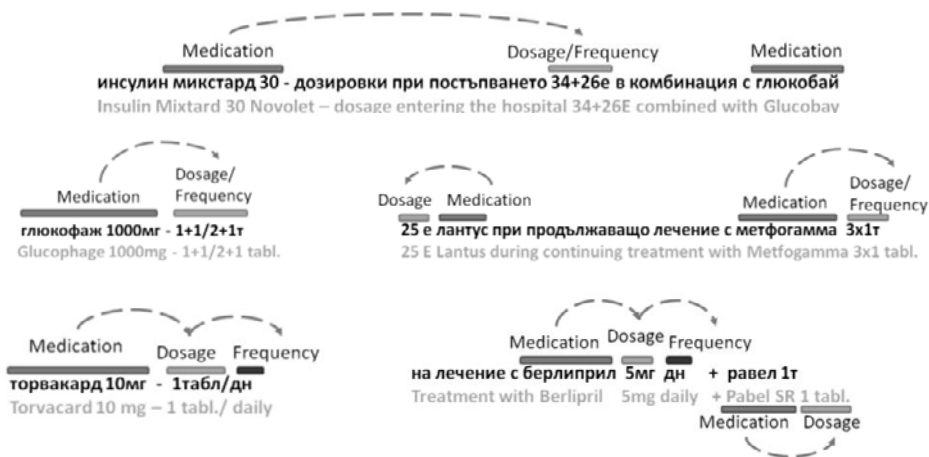 Medication Dosage/Frequency Medication
инсулин микстард 30 - дозировки при постъпването 34+26е в комбинация с глюкобай
Insulin Mixtard 30 Novolet – dosage entering the hospital 34+26E combined with Glucobay
Medication Dosage/
Frequency
глюкофаж 1000мг - 1+1/2+1т
Glucophage 1000mg - 1+1/2+1 tabl.
Dosage Medication Medication Dosage/
Frequency
25 е лантус при продължаващо лечение с метфогамма 3х1т
25 E Lantus during continuing treatment with Metfogamma 3x1 tabl.
Medication Dosage Frequency
торвакард 10мг - 1табл/дн
Torvacard 10 mg – 1 tabl./ daily
Medication Dosage Frequency
на лечение с берлиприл 5мг дн + равел 1т
Treatment with Berlipril 5mg daily + Pabel SR 1 tabl.
Medication Dosage